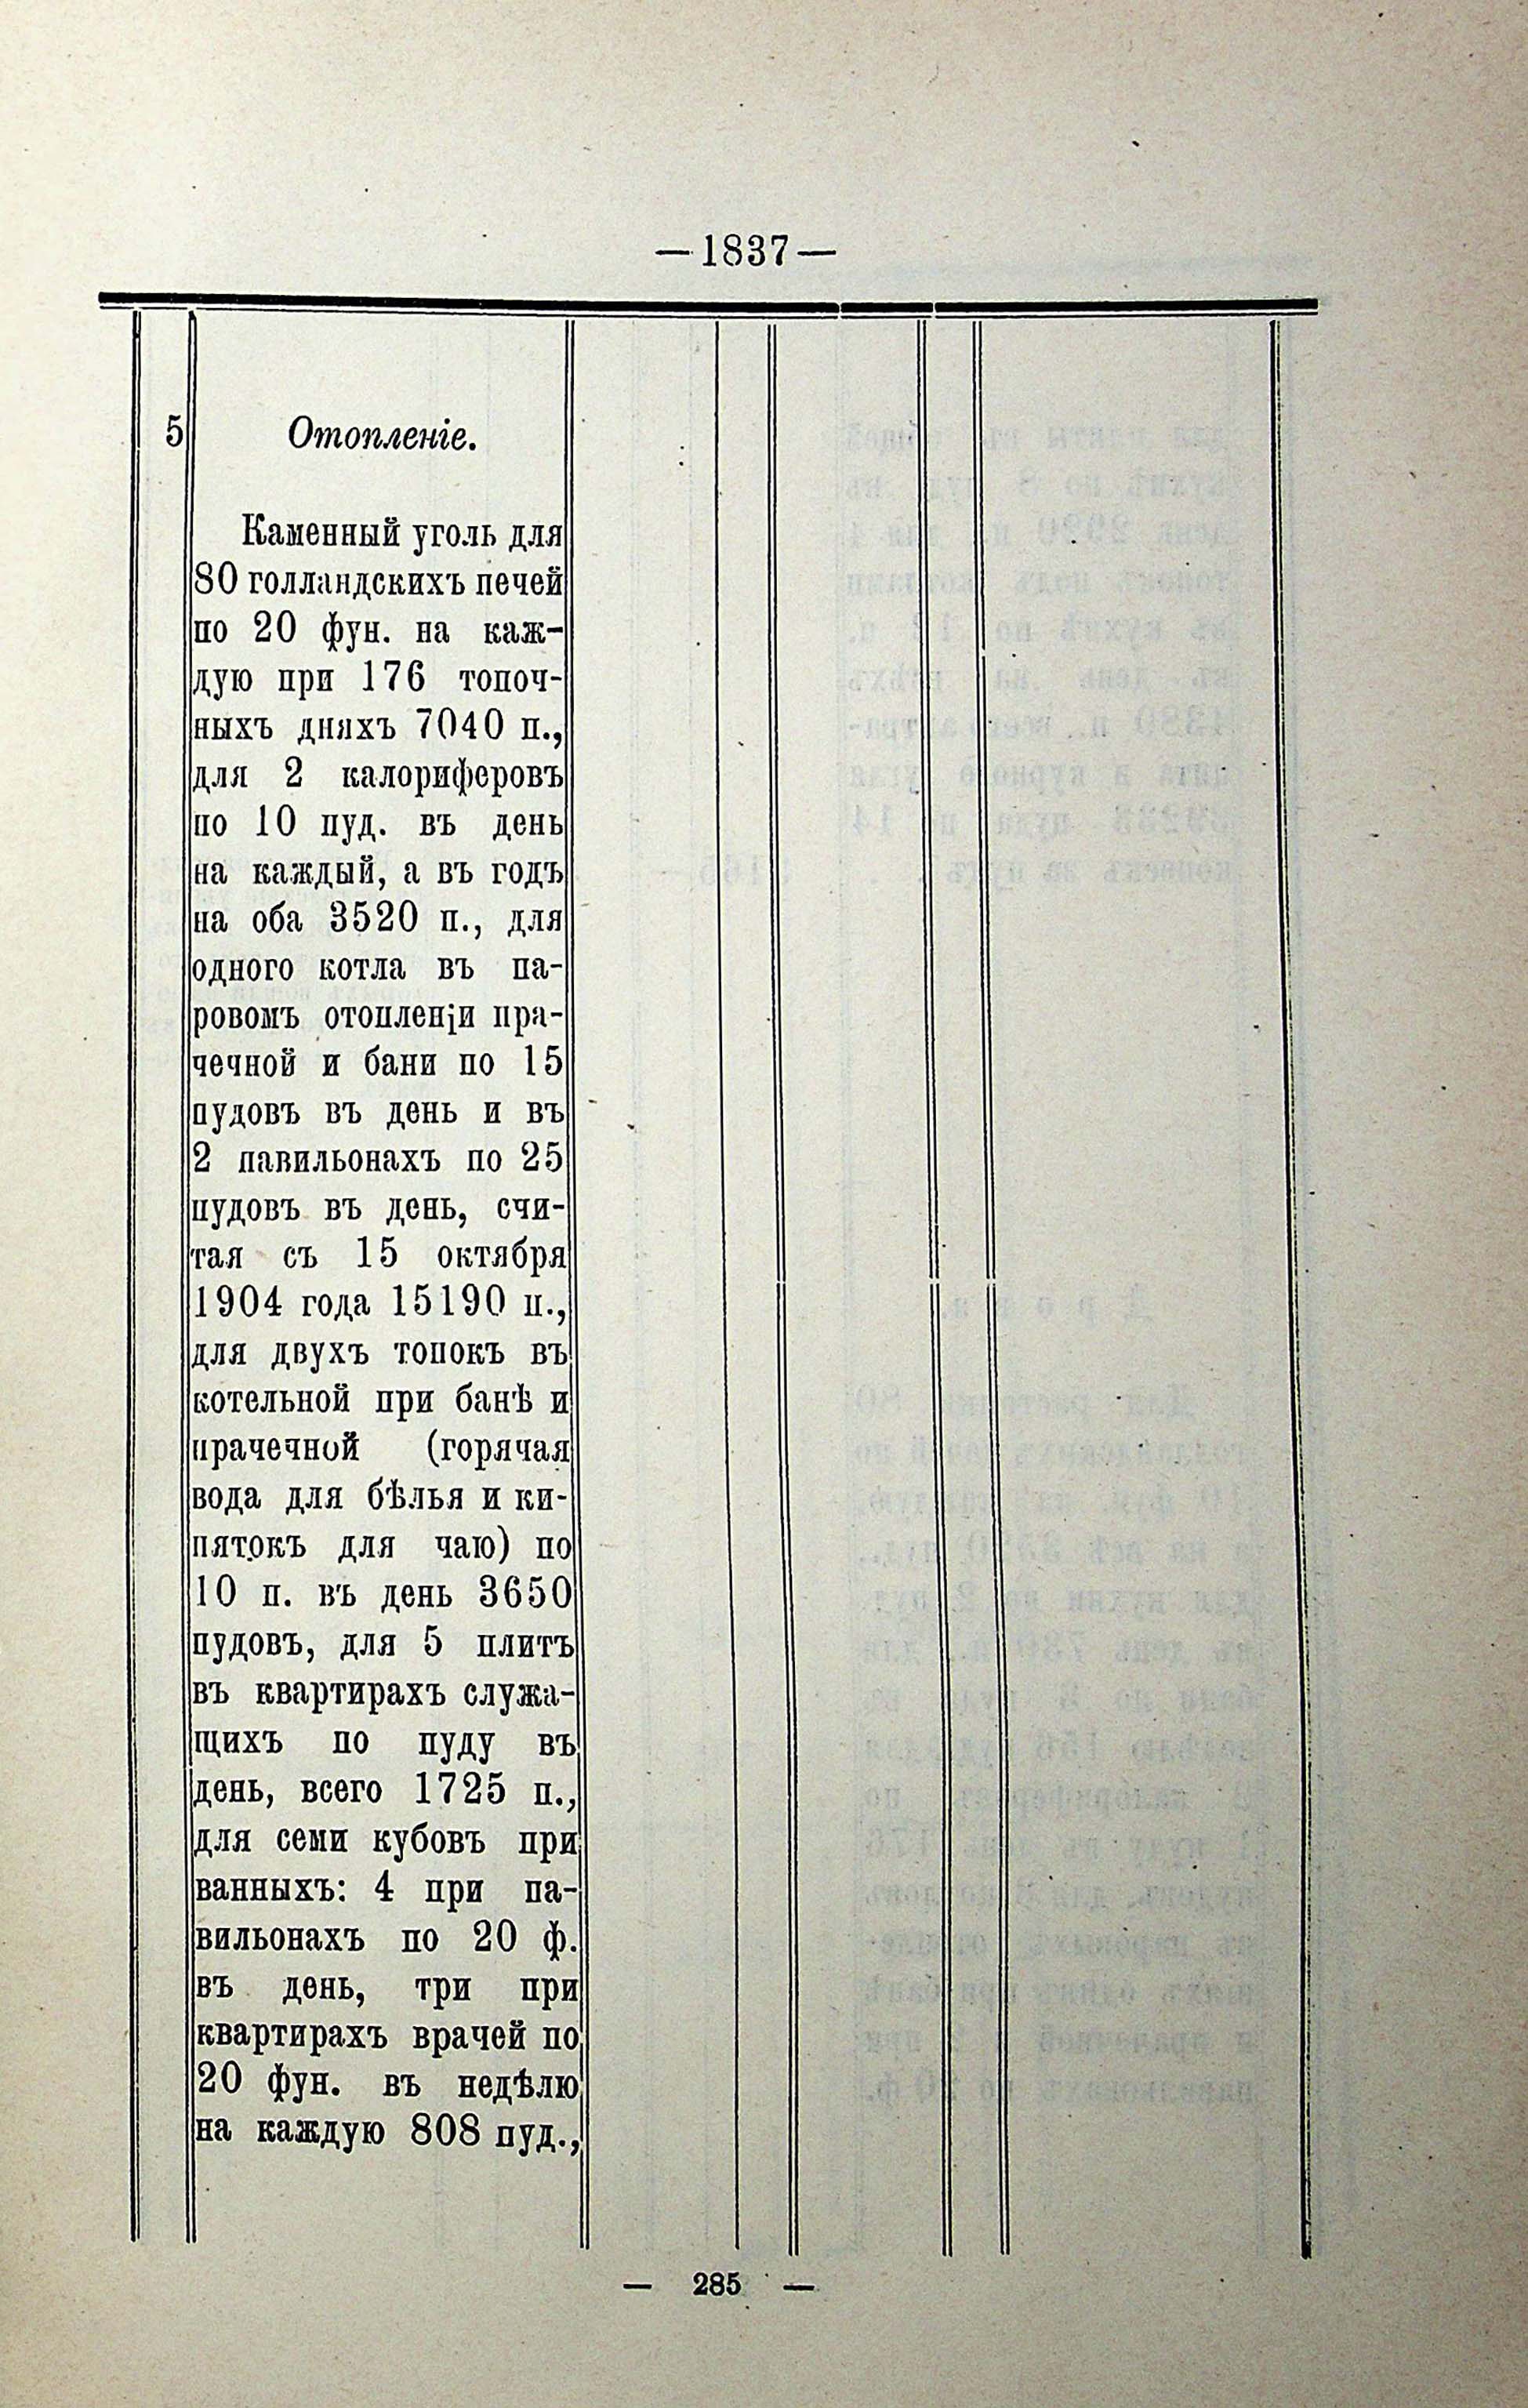 — 1837 —
5 Отопленіе.
Каменный уголь для
80 голландскихъ печей
по 20 фун. на каж-
дую при 176 топоч-
ныхъ дняхъ 7040 п.,
для 2 калориферовъ
по 10 пуд. въ день
на каждый, а въ годъ
на оба 3520 п., для
одного котла въ па-
ровомъ отопленіи пра-
чечной и бани по 15
пудовъ въ день и въ
2 павильонахъ по 25
пудовъ въ день, счи-
тая съ 15 октября
1904 года 15190 п.,
для двухъ топокъ въ
котельной при банѣ и
прачечной (горячая
вода для бѣлья и ки-
пятокъ для чаю) по
10 п. въ день 3650
пудовъ, для 5 плитъ
въ квартирахъ служа-
щихъ по пуду въ
день, всего 1725 п.,
для семи кубовъ при
ванныхъ: 4 при па-
вильонахъ по 20 ф.
въ день, три при
квартирахъ врачей по
20 фун. въ недѣлю
на каждую 808 пуд.,
— 285 —